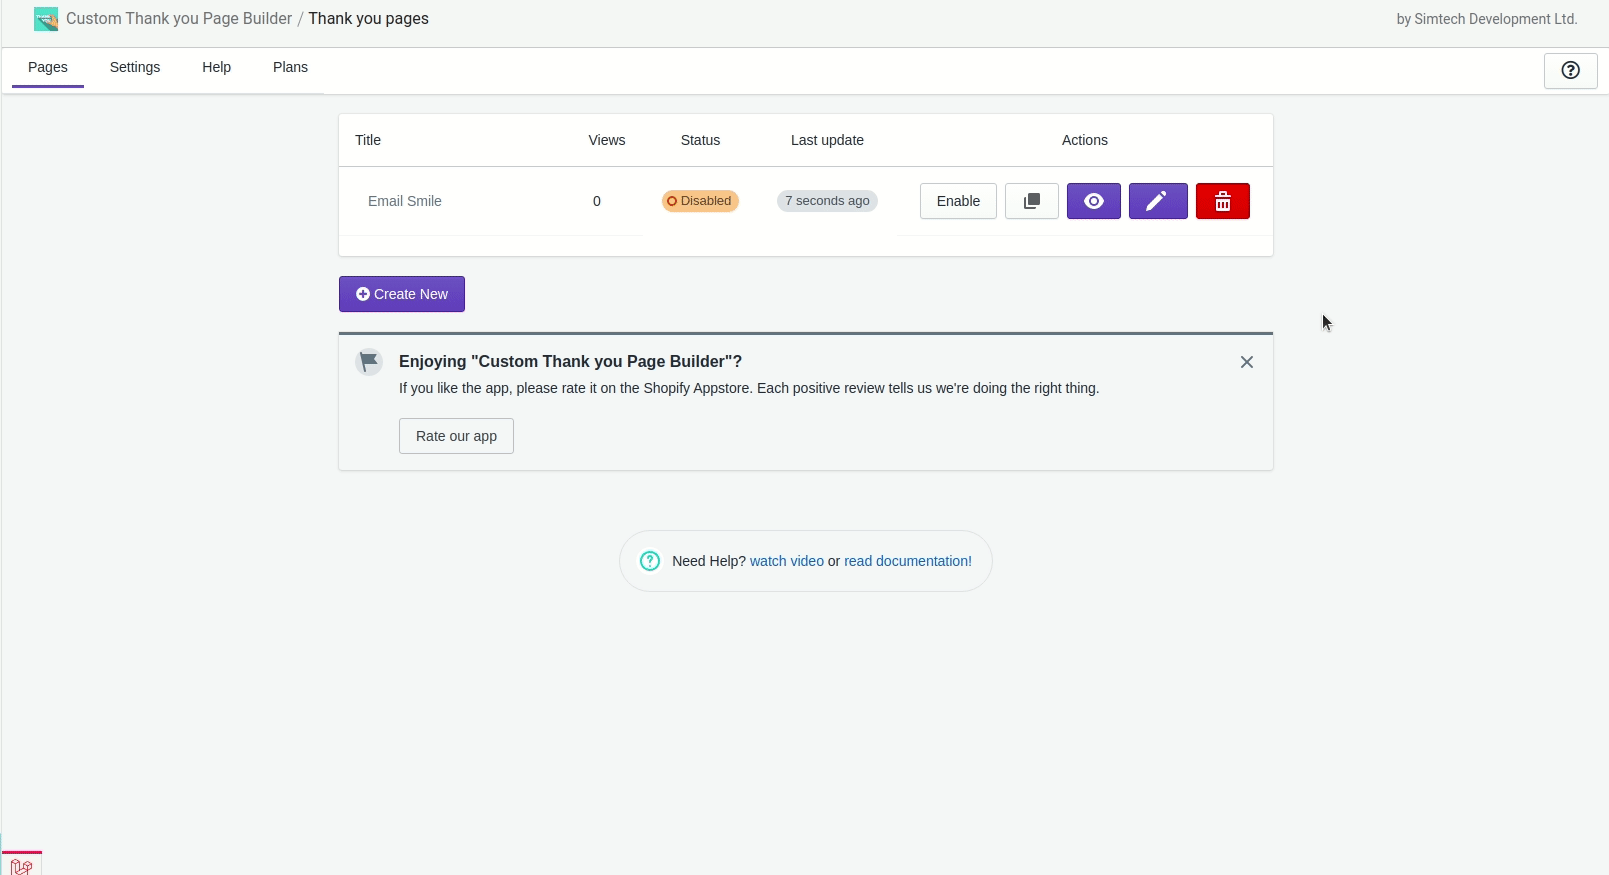 Custom Thank you Page Builder / Thank you pages
by Simtech Development Ltd.
Pages Settings Help Plans
Title Views Status Last update Actions
Email Smile 0 Disabled 7 seconds ago Enable
Create New
Enjoying "Custom Thank you Page Builder"?
If you like the app, please rate it on the Shopify Appstore. Each positive review tells us we're doing the right thing.
Rate our app
Need Help? watch video or read documentation!